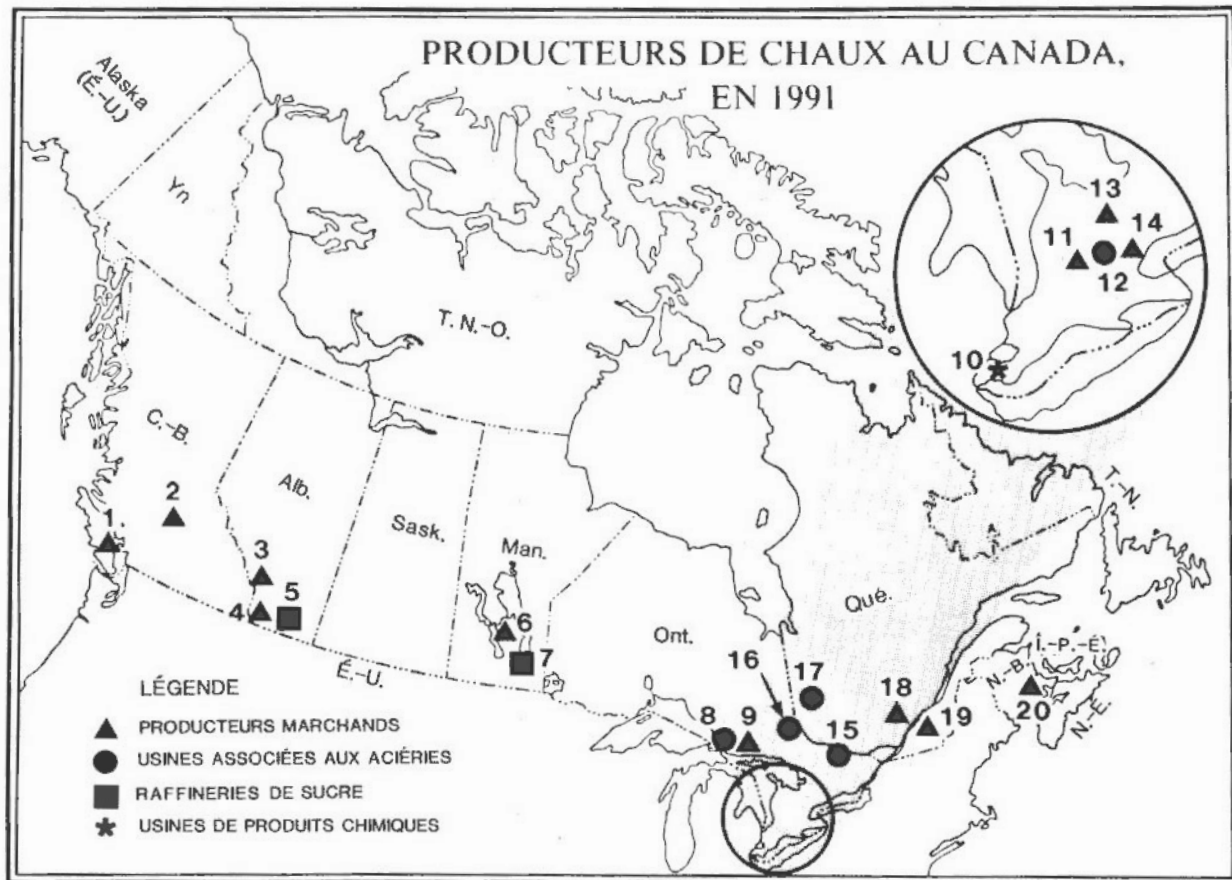 PRODUCTEURS DE CHAUX AU CANADA,
EN 1991
Alaska
(É.-U.)
Yn
T. N.-O.
C.-B.
Alb.
Sask.
Man.
Ont.
Qué.
T.-N.
Î.-P.-É
N.-B.
N.-E.
É.-U.
1
2
3
4
5
6
7
8
9
16
17
15
18
19
20
13
14
11
12
10
LÉGENDE
PRODUCTEURS MARCHANDS
USINES ASSOCIÉES AUX ACIÉRIES
RAFFINERIES DE SUCRE
USINES DE PRODUITS CHIMIQUES